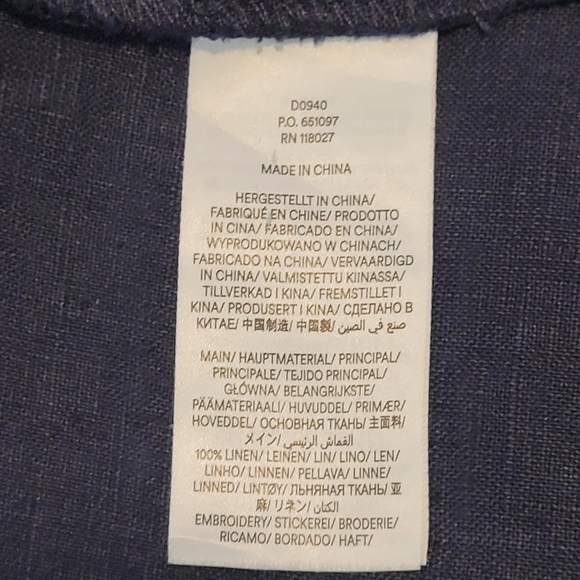 D0940
P.O. 651097
RN 118027
MADE IN CHINA
HERGESTELLT IN CHINA/
FABRIQUÉ EN CHINE/ PRODOTTO
IN CINA/ FABRICADO EN CHINA/
WYPRODUKOWANO W CHINACH/
FABRICADO NA CHINA/ VERVAARDIGD
IN CHINA/ VALMISTETTU KIINASSA/
TILLVERKAD I KINA/ FREMSTILLET I
KINA/ PRODUSERT I KINA/ СДЕЛАНО В
КИТАЕ/ 中国制造/ 中国製/ صنع في الصين/
MAIN/ HAUPTMATERIAL/ PRINCIPAL/
PRINCIPALE/ TEJIDO PRINCIPAL/
GŁÓWNA/ BELANGRIJKSTE/
PÄÄMATERIAALI/ HUVUDDEL/ PRIMÆR/
HOVEDDEL/ ОСНОВНАЯ ТКАНЬ/ 主面料/
メイン/ القماش الرئيسي/
100% LINEN/ LEINEN/ LIN/ LINO/ LEN/
LINHO/ LINNEN/ PELLAVA/ LINNE/
LINNED/ LINTØY/ ЛЬНЯНАЯ ТКАНЬ/ 亚
麻/ リネン/ الكتان/
EMBROIDERY/ STICKEREI/ BRODERIE/
RICAMO/ BORDADO/ HAFT/